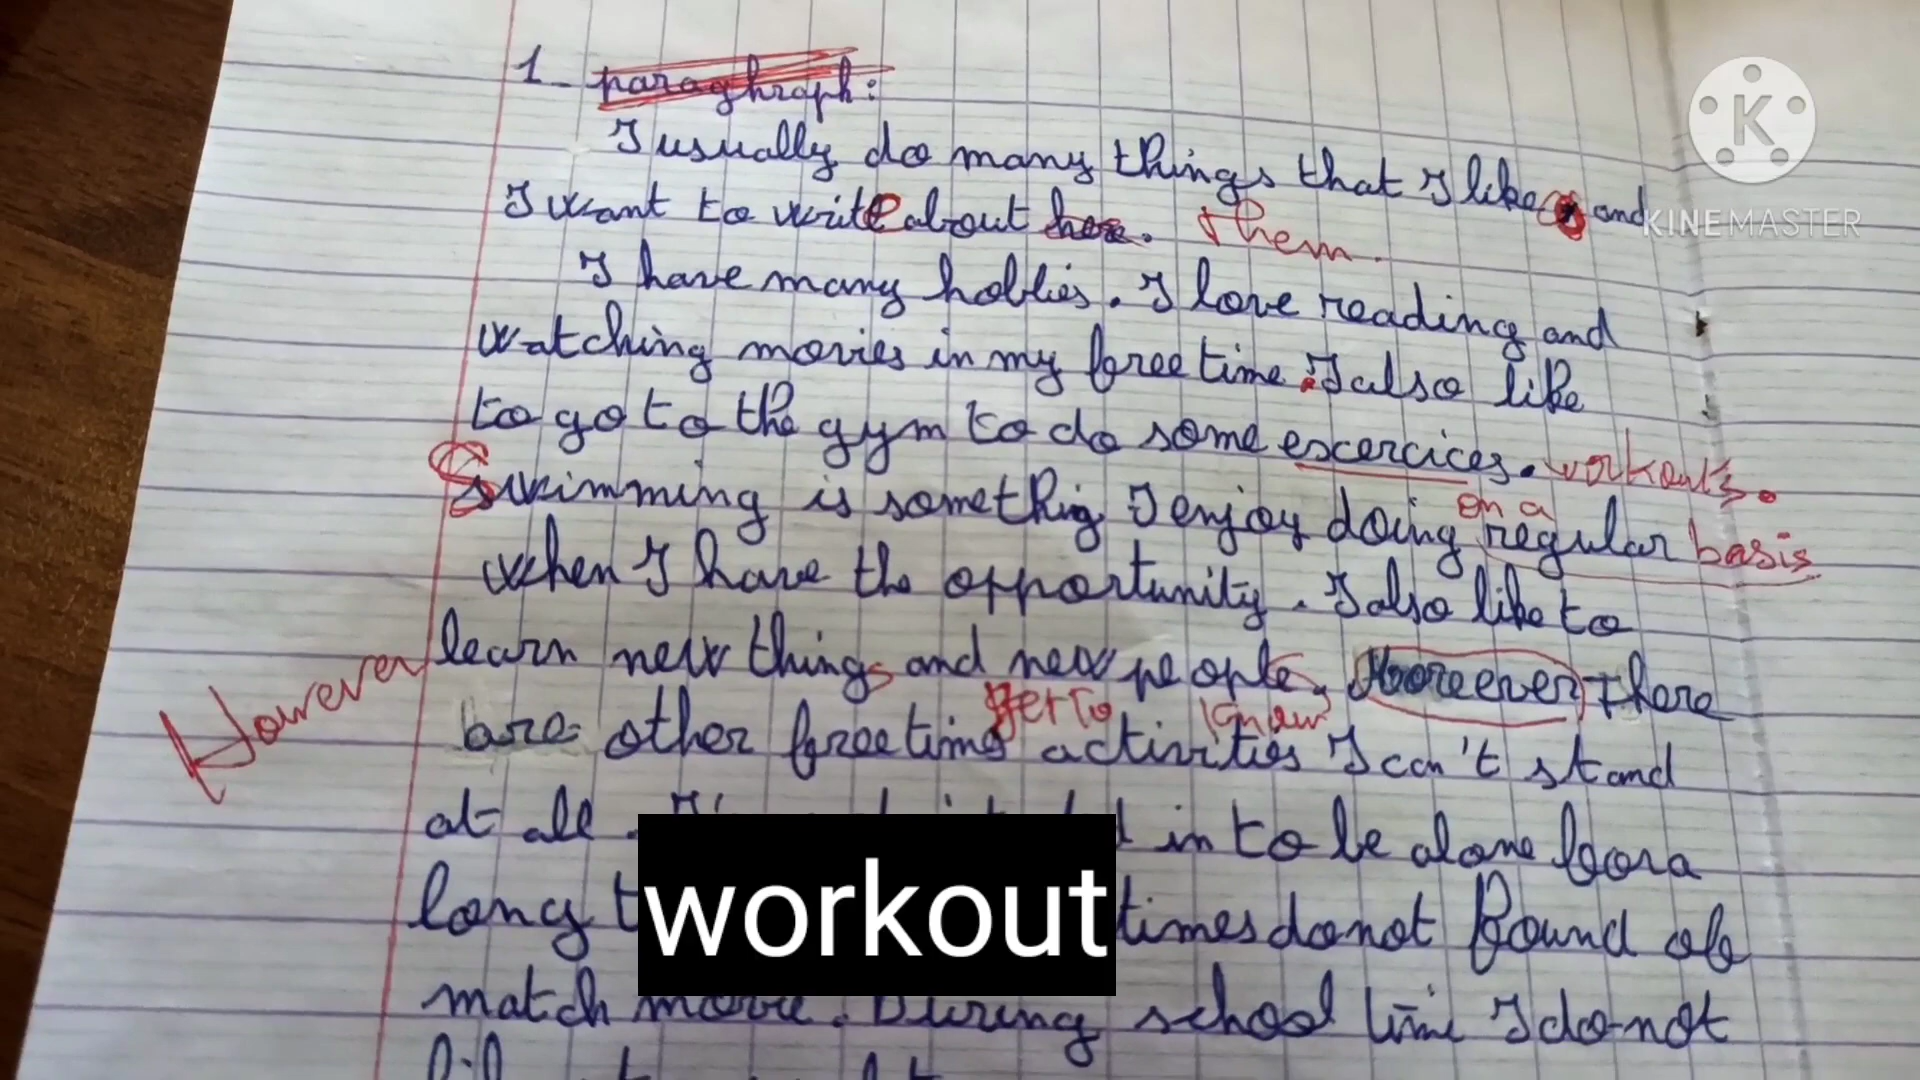 1- paraghraph:
I usually do many things that I like and
I want to write about her. them.
I have many hobbies. I love reading and
watching movies in my free time. I also like
to go to the gym to do some escercices. workouts.
Swimming is something I enjoy doing on a regular basis
when I have the opportunity. I also like to
learn new things and new people, Howeever There
However
get to know
are other free time activities I can't stand
at all. in to be alone for a
long times do not found of
match movie. During school time I do not
workout
K
KINEMASTER